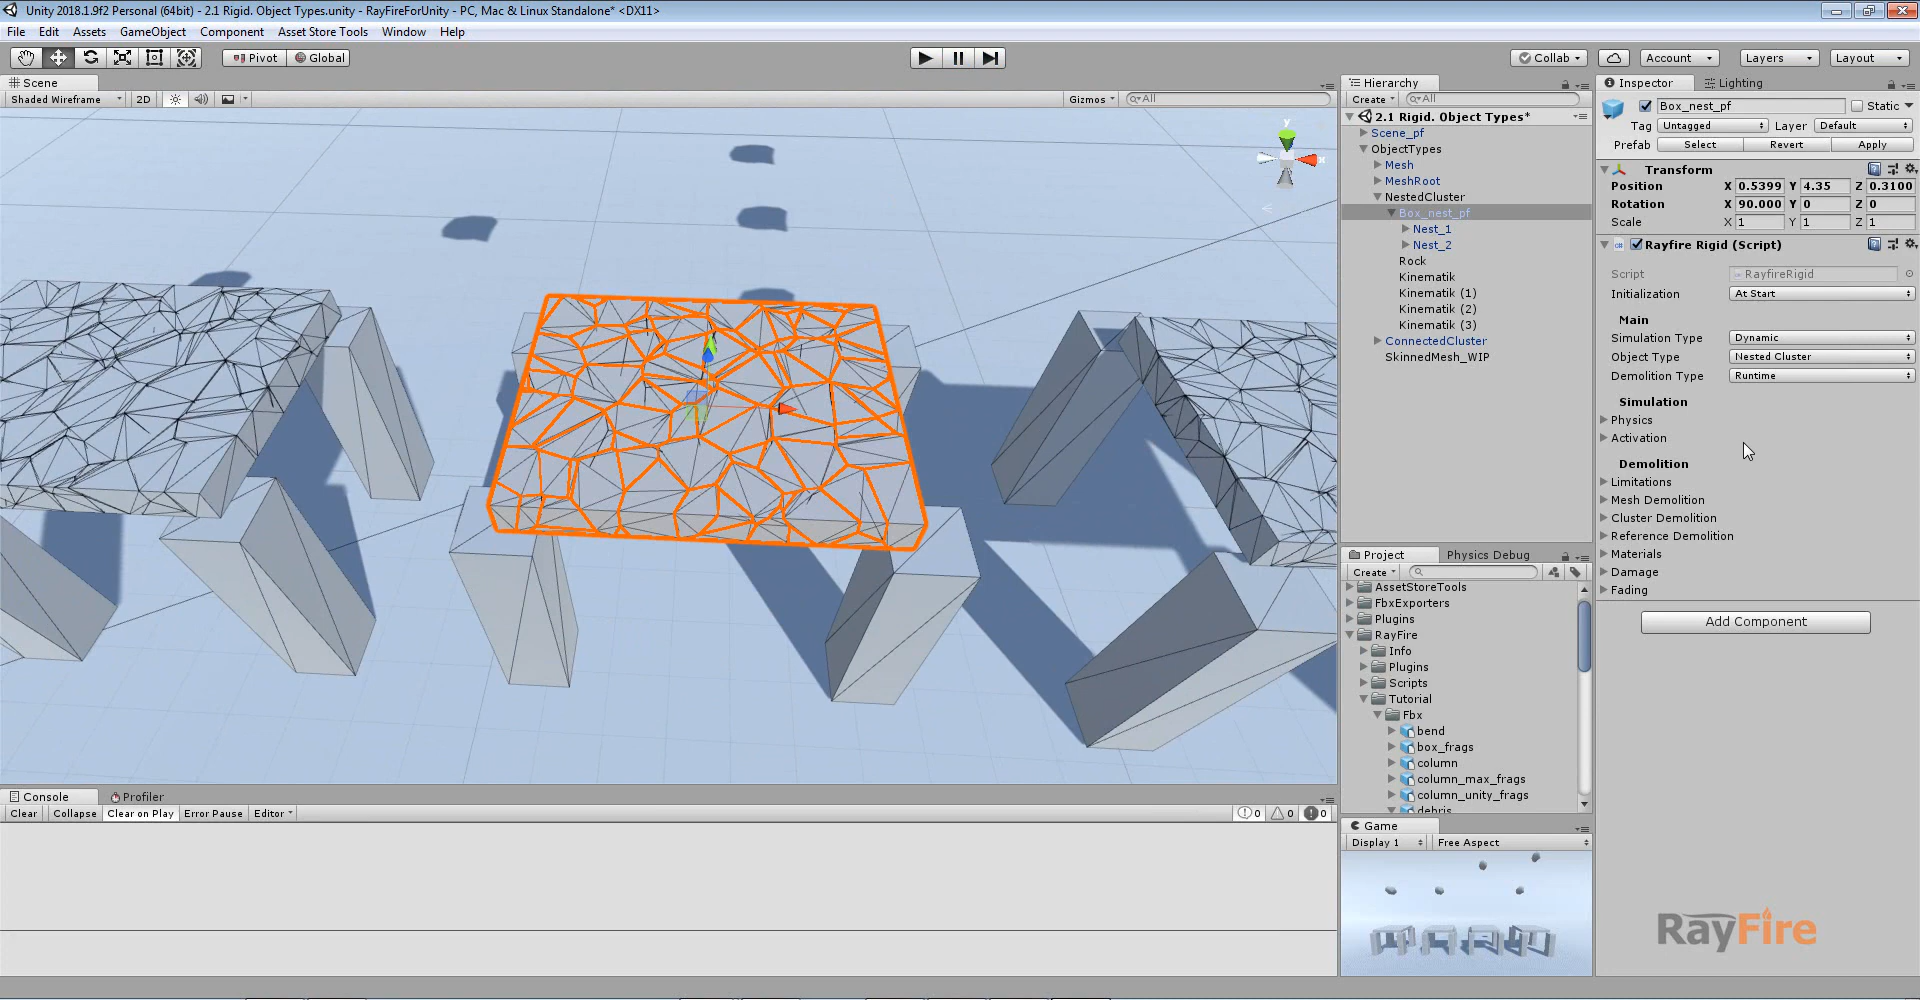 Unity 2018.1.9f2 Personal (64bit) - 2.1 Rigid. Object Types.unity - RayFireForUnity - PC, Mac & Linux Standalone* <DX11>
File Edit Assets GameObject Component Asset Store Tools Window Help
Pivot Global Collab Account Layers Layout
Scene
Shaded Wireframe 2D Gizmos All
y
x
Hierarchy
Create All
2.1 Rigid. Object Types*
Scene_pf
ObjectTypes
Mesh
MeshRoot
NestedCluster
Box_nest_pf
Nest_1
Nest_2
Rock
Kinematik
Kinematik (1)
Kinematik (2)
Kinematik (3)
ConnectedCluster
SkinnedMesh_WIP
Project Physics Debug
Create
AssetStoreTools
FbxExporters
Plugins
RayFire
Info
Plugins
Scripts
Tutorial
Fbx
bend
box_frags
column
column_max_frags
column_unity_frags
debris
Game
Display 1 Free Aspect
Inspector Lighting
Box_nest_pf Static
Tag Untagged Layer Default
Prefab Select Revert Apply
Transform
Position X 0.5399 Y 4.35 Z 0.3100
Rotation X 90.000 Y 0 Z 0
Scale X 1 Y 1 Z 1
Rayfire Rigid (Script)
Script RayfireRigid
Initialization At Start
Main
Simulation Type Dynamic
Object Type Nested Cluster
Demolition Type Runtime
Simulation
Physics
Activation
Demolition
Limitations
Mesh Demolition
Cluster Demolition
Reference Demolition
Materials
Damage
Fading
Add Component
RayFire
Console Profiler
Clear Collapse Clear on Play Error Pause Editor 0 0 0